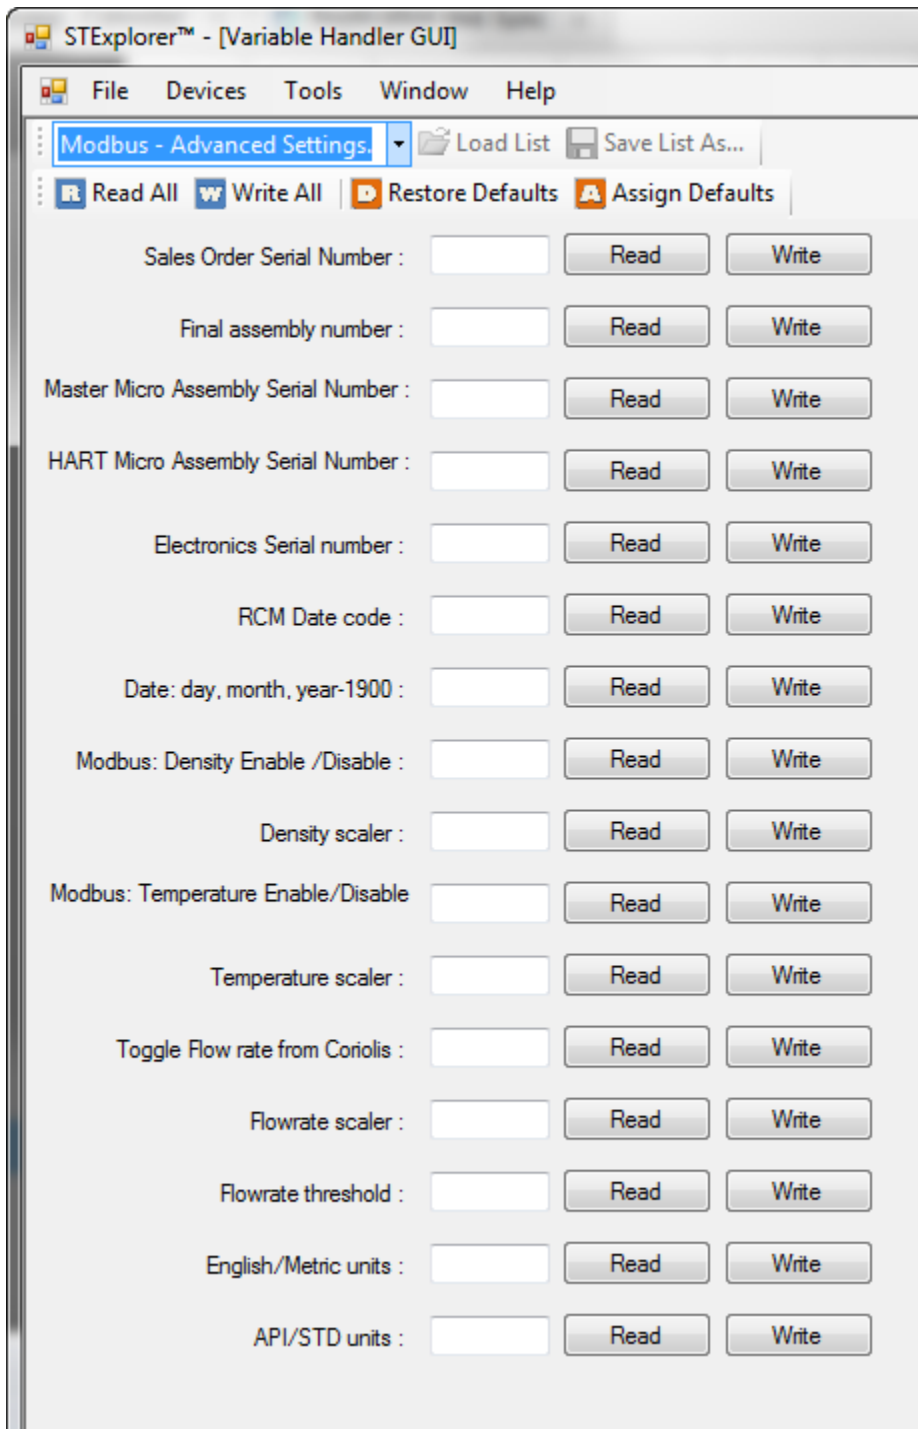 STExplorer™ - [Variable Handler GUI]
File Devices Tools Window Help
Modbus - Advanced Settings. Load List Save List As...
R Read All W Write All D Restore Defaults A Assign Defaults
Sales Order Serial Number : Read Write
Final assembly number : Read Write
Master Micro Assembly Serial Number : Read Write
HART Micro Assembly Serial Number : Read Write
Electronics Serial number : Read Write
RCM Date code : Read Write
Date: day, month, year-1900 : Read Write
Modbus: Density Enable /Disable : Read Write
Density scaler : Read Write
Modbus: Temperature Enable/Disable Read Write
Temperature scaler : Read Write
Toggle Flow rate from Coriolis : Read Write
Flowrate scaler : Read Write
Flowrate threshold : Read Write
English/Metric units : Read Write
API/STD units : Read Write